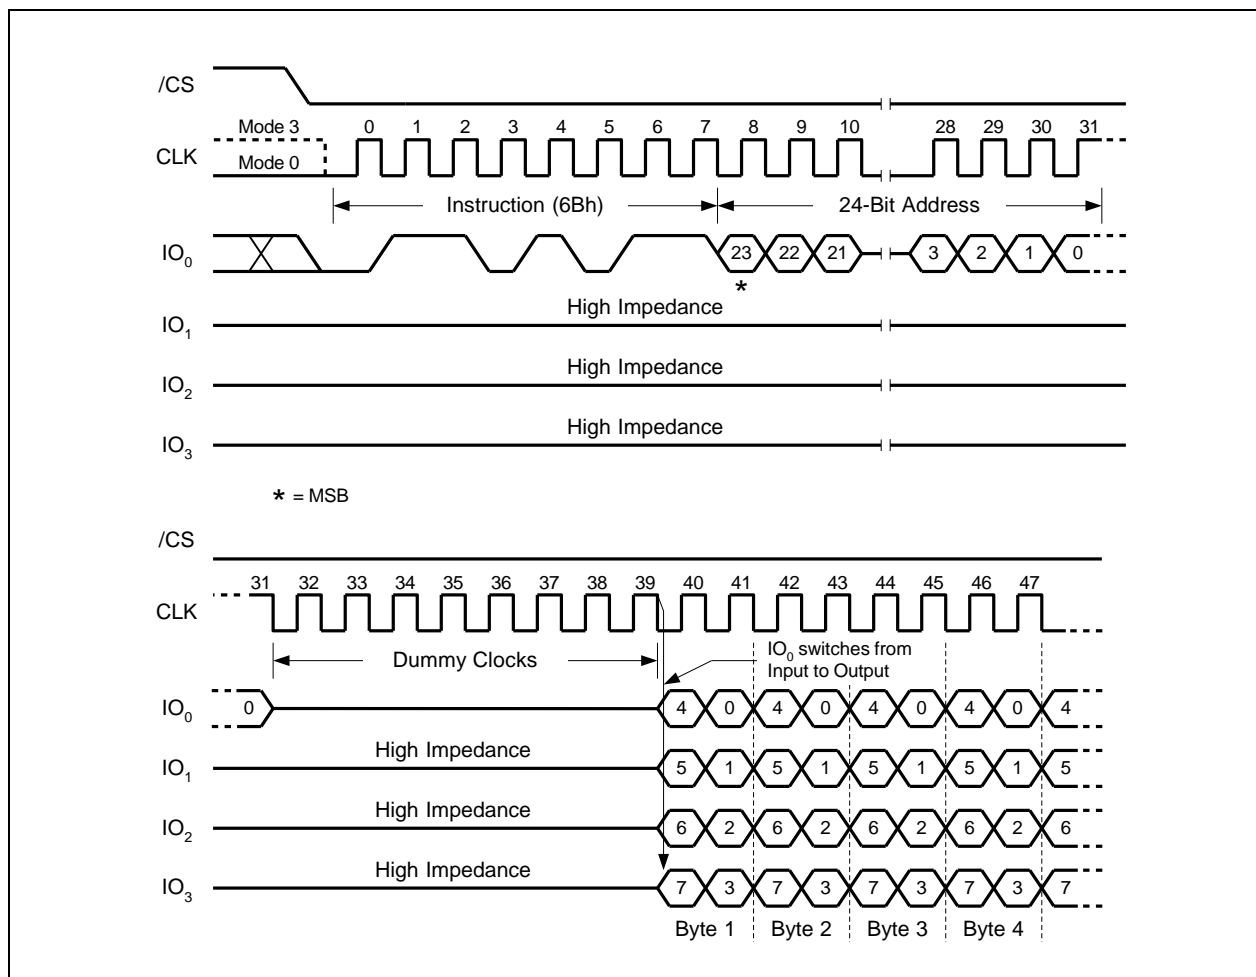 /CS
Mode 3 0 1 2 3 4 5 6 7 8 9 10 28 29 30 31
CLK
Mode 0
Instruction (6Bh) 24-Bit Address
IO0 23 22 21 3 2 1 0
*
High Impedance
IO1
High Impedance
IO2
High Impedance
IO3
* = MSB
/CS
31 32 33 34 35 36 37 38 39 40 41 42 43 44 45 46 47
CLK
Dummy Clocks
IO0 switches from
Input to Output
IO0 0 4 0 4 0 4 0 4 0 4
High Impedance
IO1 5 1 5 1 5 1 5 1 5
High Impedance
IO2 6 2 6 2 6 2 6 2 6
High Impedance
IO3 7 3 7 3 7 3 7 3 7
Byte 1 Byte 2 Byte 3 Byte 4